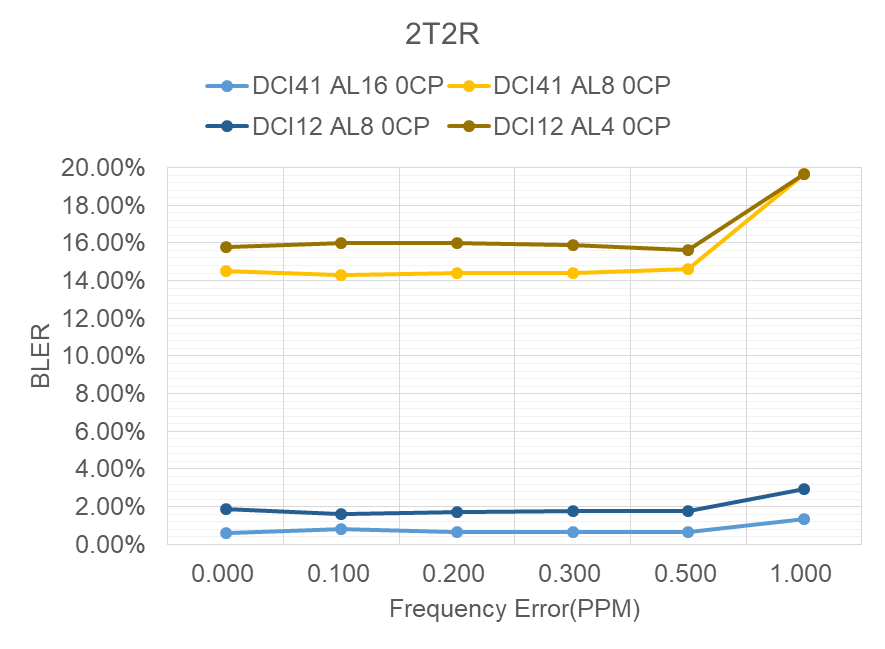 2T2R
DCI41 AL16 0CP DCI41 AL8 0CP
DCI12 AL8 0CP DCI12 AL4 0CP
20.00%
18.00%
16.00%
14.00%
12.00%
10.00%
8.00%
6.00%
4.00%
2.00%
0.00%
BLER
0.000 0.100 0.200 0.300 0.500 1.000
Frequency Error(PPM)